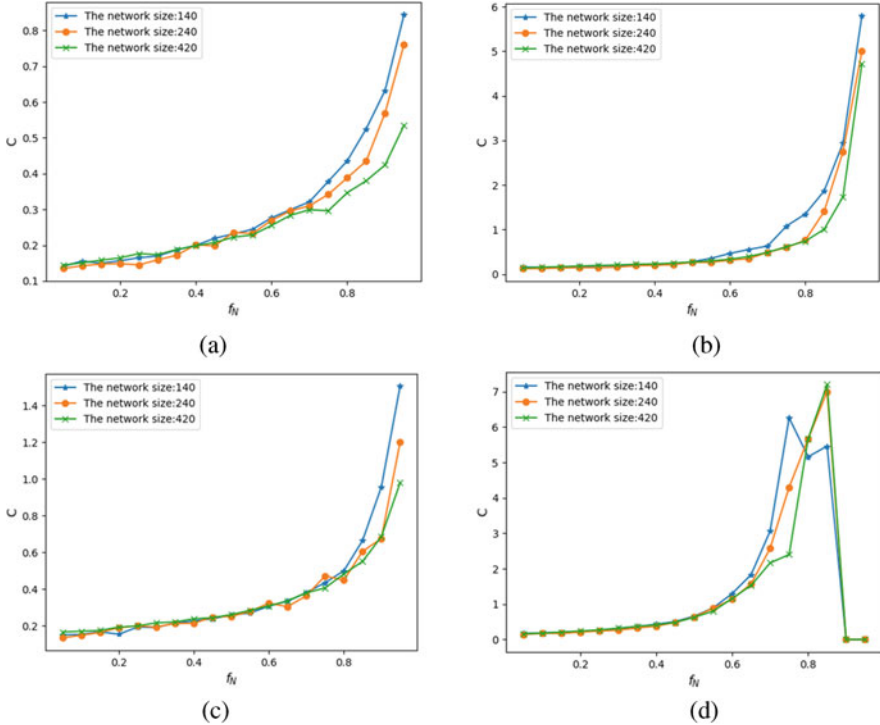 The network size:140
The network size:240
The network size:420
0.8
0.7
0.6
0.5
0.4
0.3
0.2
0.1
C
0.2 0.4 0.6 0.8
fN
(a)
The network size:140
The network size:240
The network size:420
6
5
4
3
2
1
0
C
0.2 0.4 0.6 0.8
fN
(b)
The network size:140
The network size:240
The network size:420
1.4
1.2
1.0
0.8
0.6
0.4
0.2
C
0.2 0.4 0.6 0.8
fN
(c)
The network size:140
The network size:240
The network size:420
7
6
5
4
3
2
1
0
C
0.2 0.4 0.6 0.8
fN
(d)